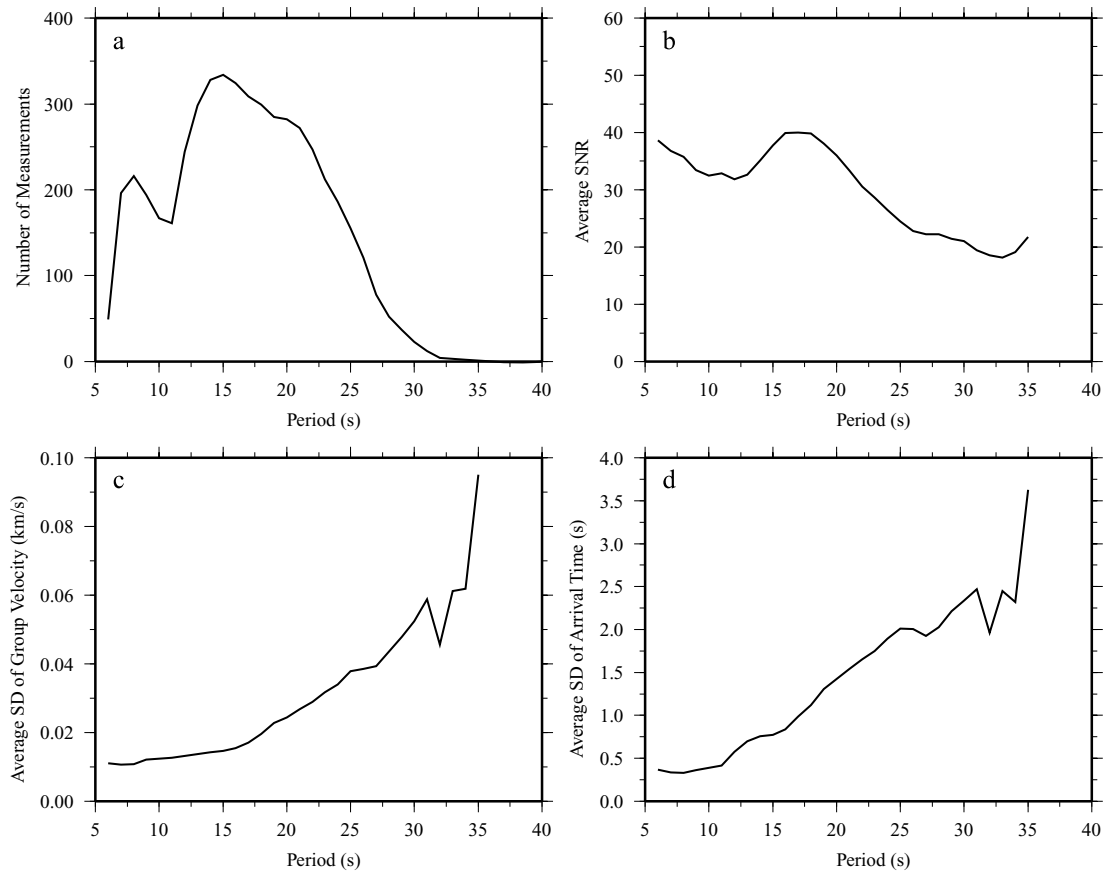 a
400
300
200
100
0
Number of Measurements
5 10 15 20 25 30 35 40
Period (s)
b
60
50
40
30
20
10
0
Average SNR
5 10 15 20 25 30 35 40
Period (s)
c
0.10
0.08
0.06
0.04
0.02
0.00
Average SD of Group Velocity (km/s)
5 10 15 20 25 30 35 40
Period (s)
d
4.0
3.5
3.0
2.5
2.0
1.5
1.0
0.5
0.0
Average SD of Arrival Time (s)
5 10 15 20 25 30 35 40
Period (s)